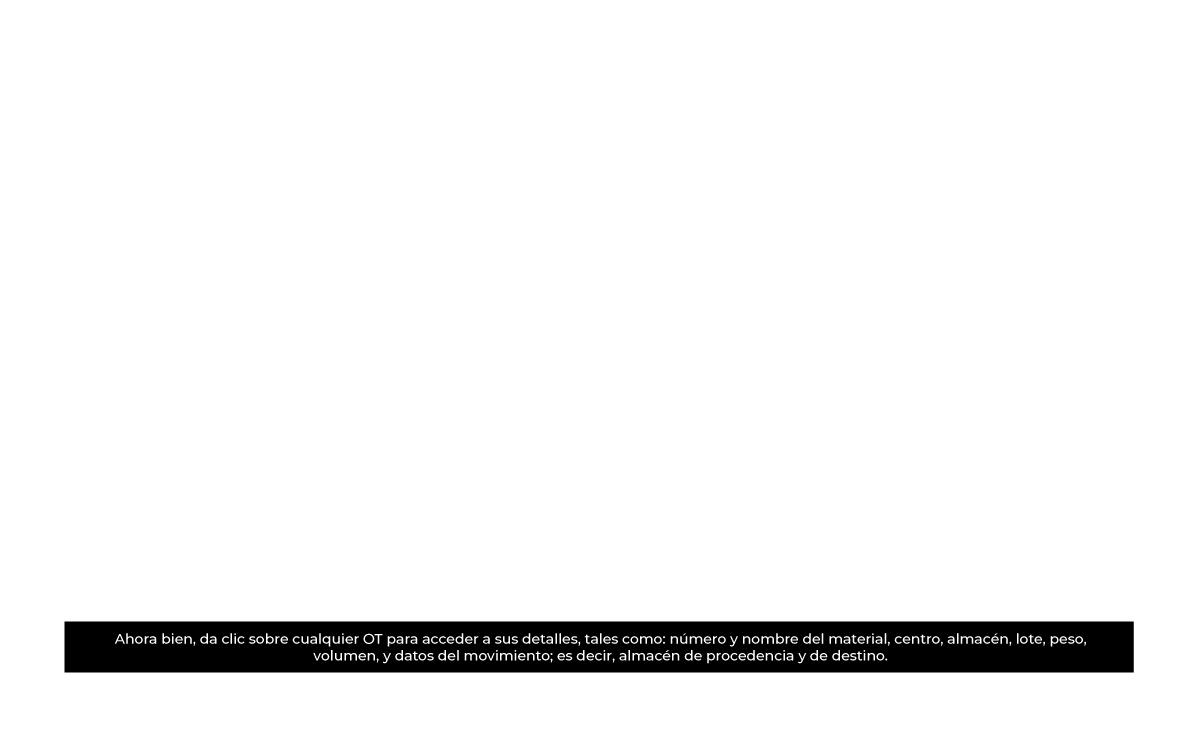 Ahora bien, da clic sobre cualquier OT para acceder a sus detalles, tales como: número y nombre del material, centro, almacén, lote, peso,
volumen, y datos del movimiento; es decir, almacén de procedencia y de destino.